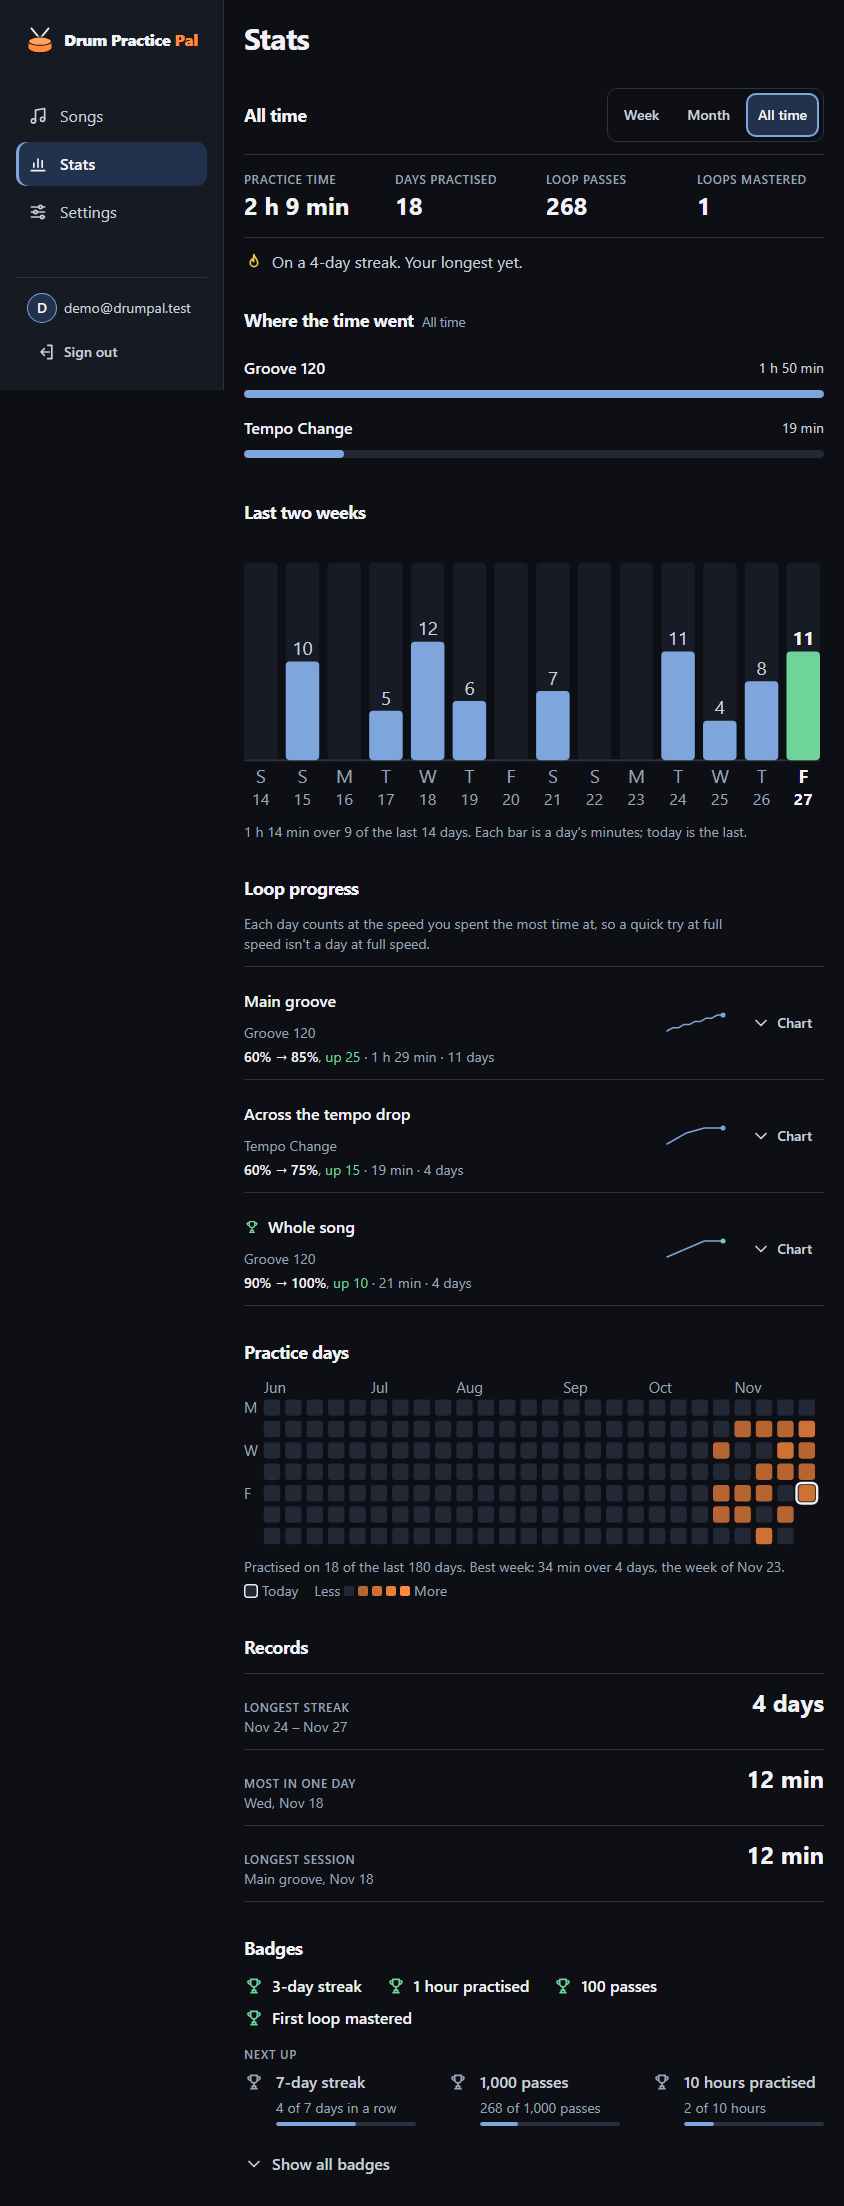 Drum Practice Pal
Songs
Stats
Settings
D demo@drumpal.test
Sign out
Stats
All time
Week Month All time
PRACTICE TIME DAYS PRACTISED LOOP PASSES LOOPS MASTERED
2 h 9 min 18 268 1
On a 4-day streak. Your longest yet.
Where the time went All time
Groove 120 1 h 50 min
Tempo Change 19 min
Last two weeks
10 5 12 6 7 11 4 8 11
S S M T W T F S S M T W T F
14 15 16 17 18 19 20 21 22 23 24 25 26 27
1 h 14 min over 9 of the last 14 days. Each bar is a day's minutes; today is the last.
Loop progress
Each day counts at the speed you spent the most time at, so a quick try at full
speed isn't a day at full speed.
Main groove
Groove 120
60% → 85%, up 25 · 1 h 29 min · 11 days
Chart
Across the tempo drop
Tempo Change
60% → 75%, up 15 · 19 min · 4 days
Chart
Whole song
Groove 120
90% → 100%, up 10 · 21 min · 4 days
Chart
Practice days
Jun Jul Aug Sep Oct Nov
M
W
F
Practised on 18 of the last 180 days. Best week: 34 min over 4 days, the week of Nov 23.
Today Less More
Records
LONGEST STREAK
Nov 24 – Nov 27
4 days
MOST IN ONE DAY
Wed, Nov 18
12 min
LONGEST SESSION
Main groove, Nov 18
12 min
Badges
3-day streak 1 hour practised 100 passes
First loop mastered
NEXT UP
7-day streak 1,000 passes 10 hours practised
4 of 7 days in a row 268 of 1,000 passes 2 of 10 hours
Show all badges